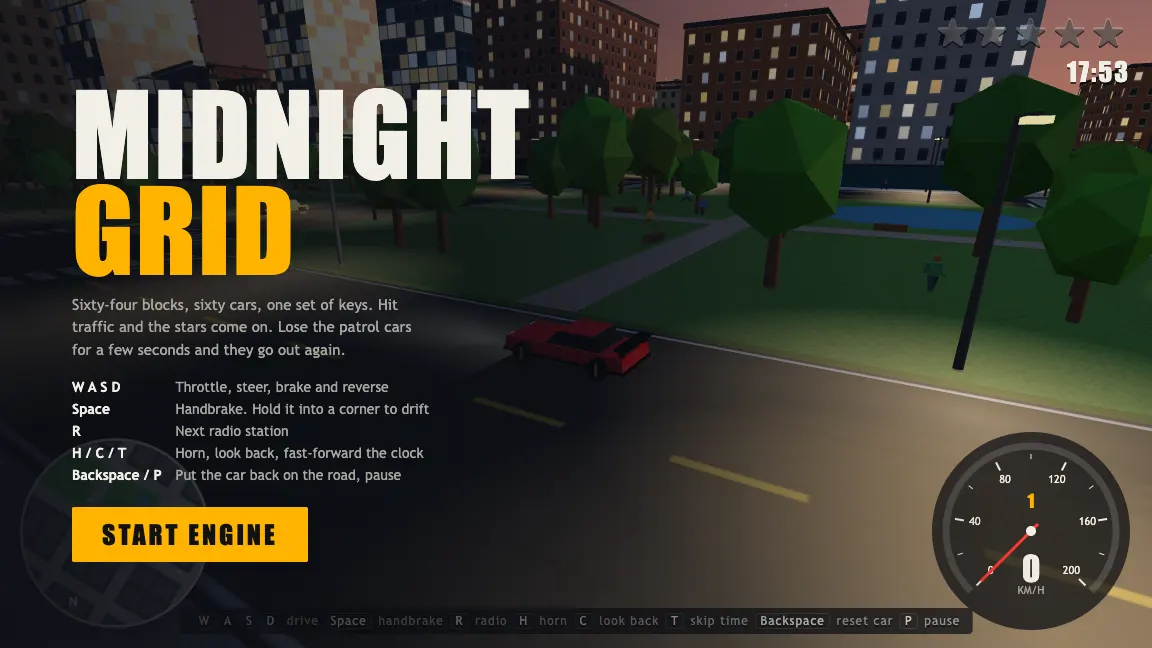 17:53
MIDNIGHT
GRID
Sixty-four blocks, sixty cars, one set of keys. Hit
traffic and the stars come on. Lose the patrol cars
for a few seconds and they go out again.
W A S D Throttle, steer, brake and reverse
Space Handbrake. Hold it into a corner to drift
R Next radio station
H / C / T Horn, look back, fast-forward the clock
Backspace / P Put the car back on the road, pause
START ENGINE
80 120
1
40 160
0 0 200
KM/H
N
W A S D drive Space handbrake R radio H horn C look back T skip time Backspace reset car P pause